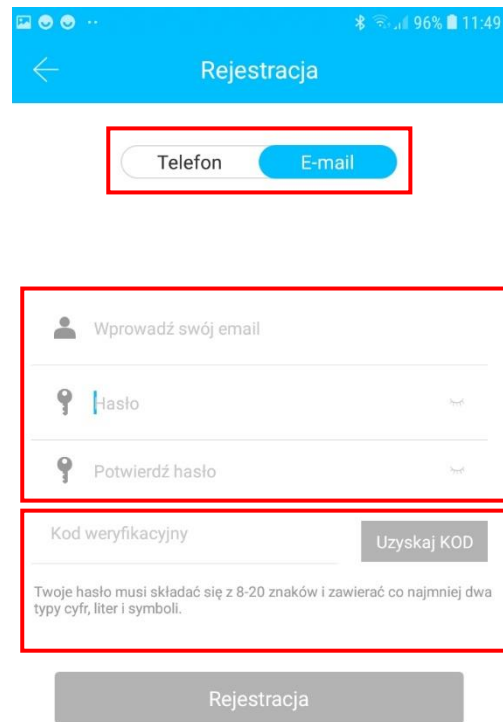 96% 11:49
Rejestracja
Telefon E-mail
Wprowadź swój email
Hasło
Potwierdź hasło
Kod weryfikacyjny Uzyskaj KOD
Twoje hasło musi składać się z 8-20 znaków i zawierać co najmniej dwa
typy cyfr, liter i symboli.
Rejestracja